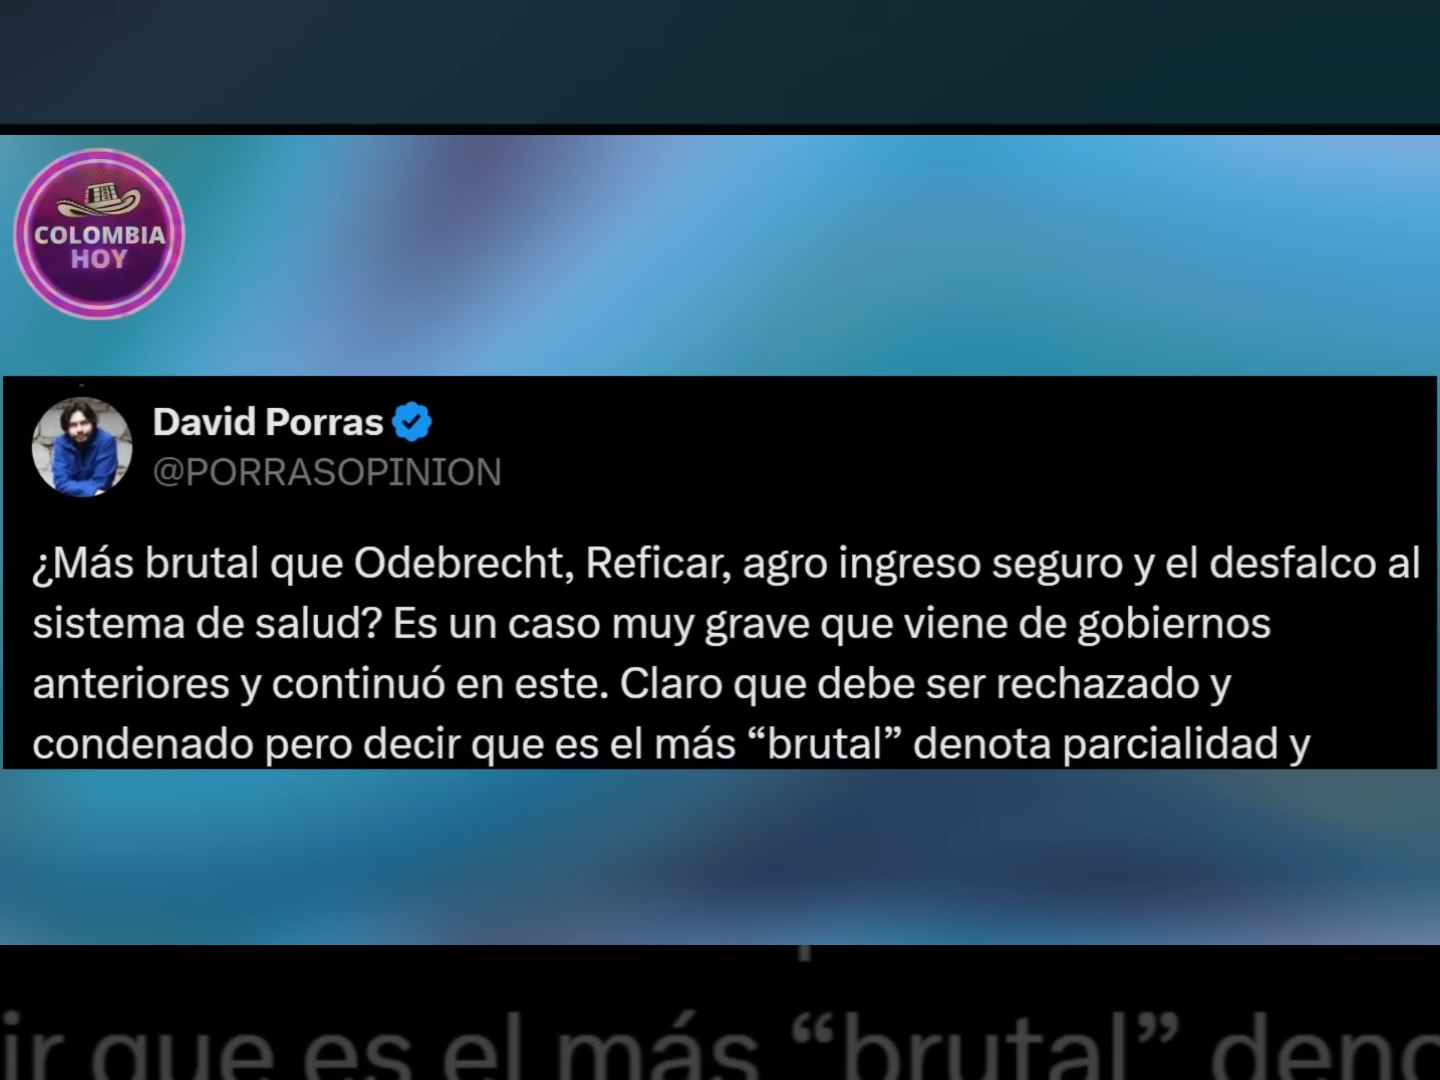 COLOMBIA
HOY
David Porras
@PORRASOPINION
¿Más brutal que Odebrecht, Reficar, agro ingreso seguro y el desfalco al
sistema de salud? Es un caso muy grave que viene de gobiernos
anteriores y continuó en este. Claro que debe ser rechazado y
condenado pero decir que es el más “brutal” denota parcialidad y
ir que es el más “brutal” deno